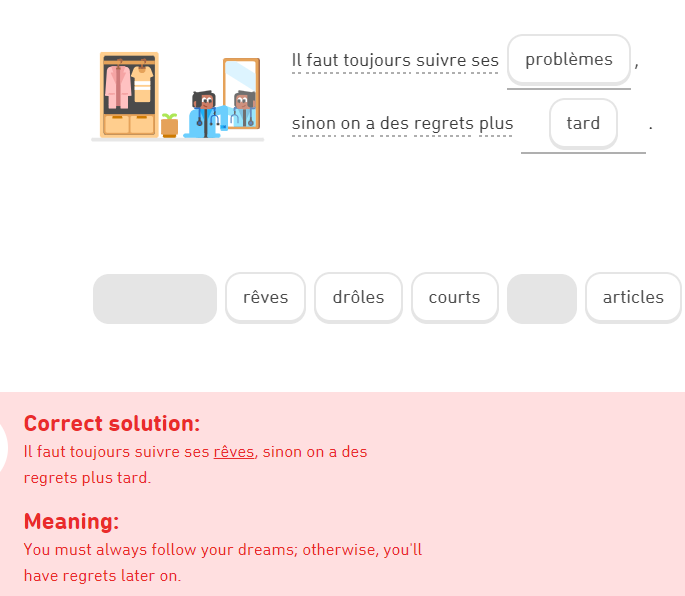 Il faut toujours suivre ses problèmes ,
sinon on a des regrets plus tard .
rêves drôles courts articles
Correct solution:
Il faut toujours suivre ses rêves, sinon on a des
regrets plus tard.
Meaning:
You must always follow your dreams; otherwise, you'll
have regrets later on.